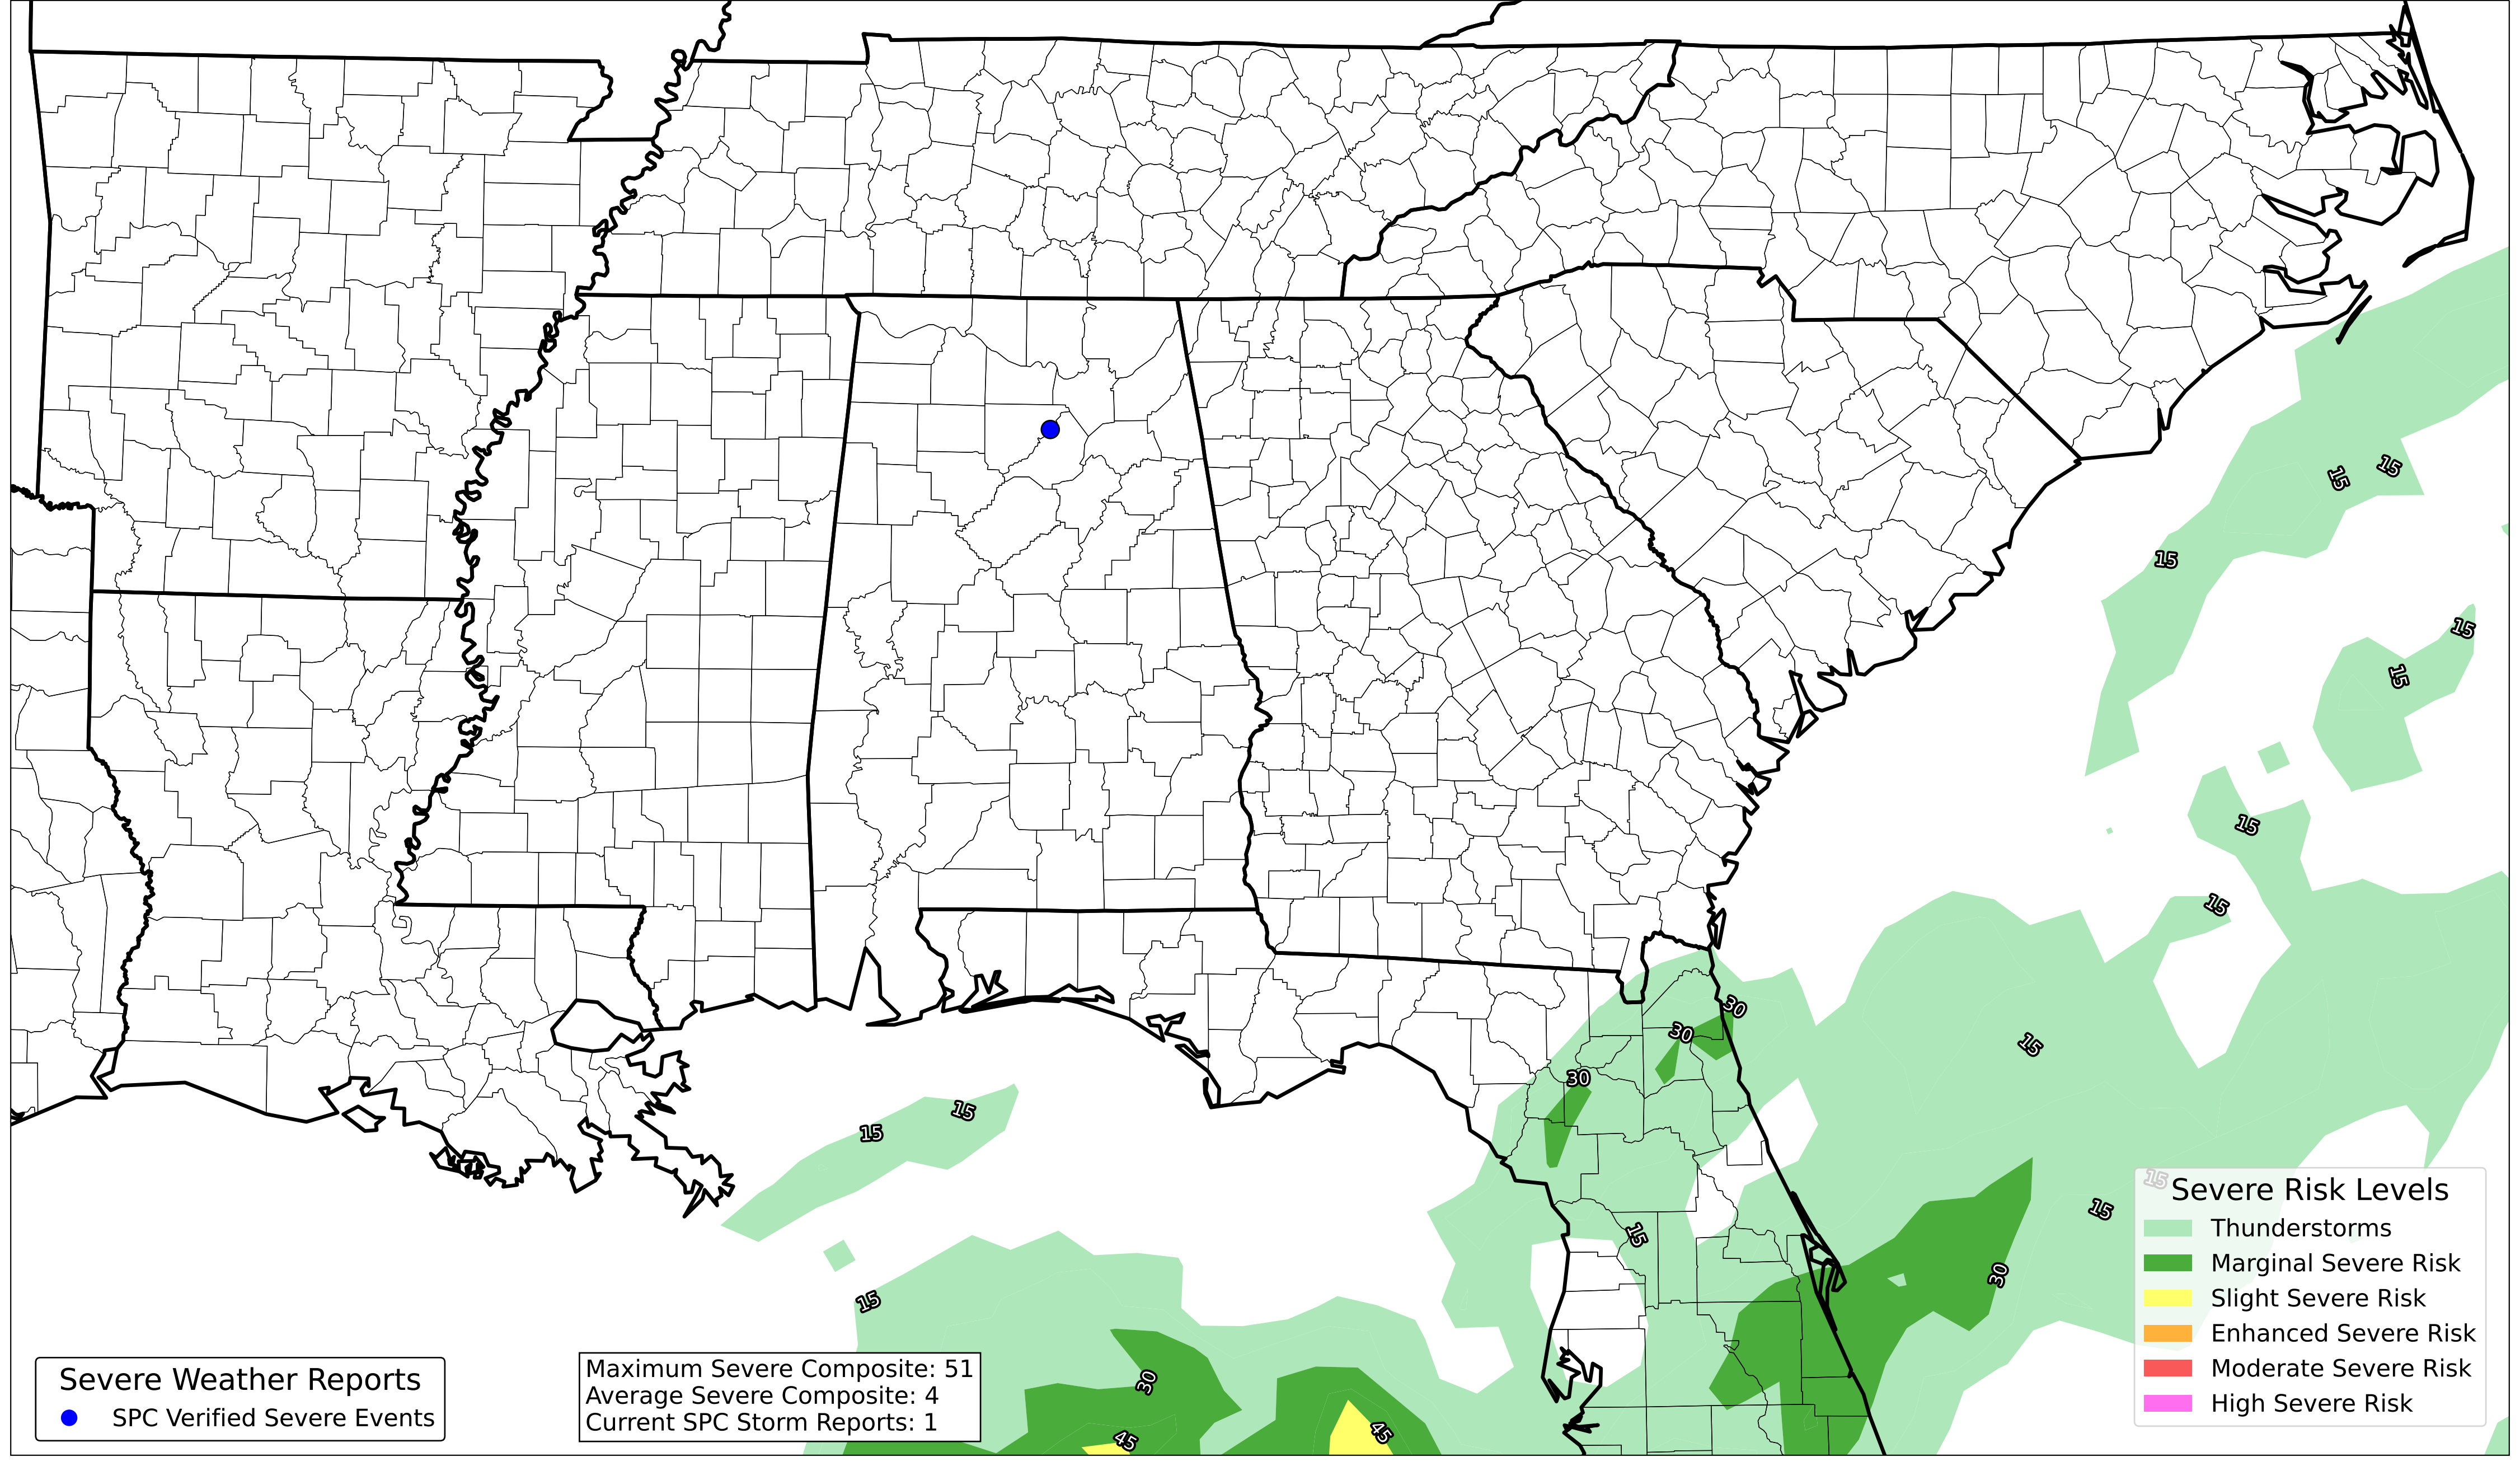 15
15
15
15
15
15
15
30
30
15
30
15
15
15
15
15
Severe Risk Levels
Thunderstorms
15
30
Marginal Severe Risk
15
Slight Severe Risk
Enhanced Severe Risk
Moderate Severe Risk
High Severe Risk
30
45
45
Severe Weather Reports
SPC Verified Severe Events
Maximum Severe Composite: 51
Average Severe Composite: 4
Current SPC Storm Reports: 1